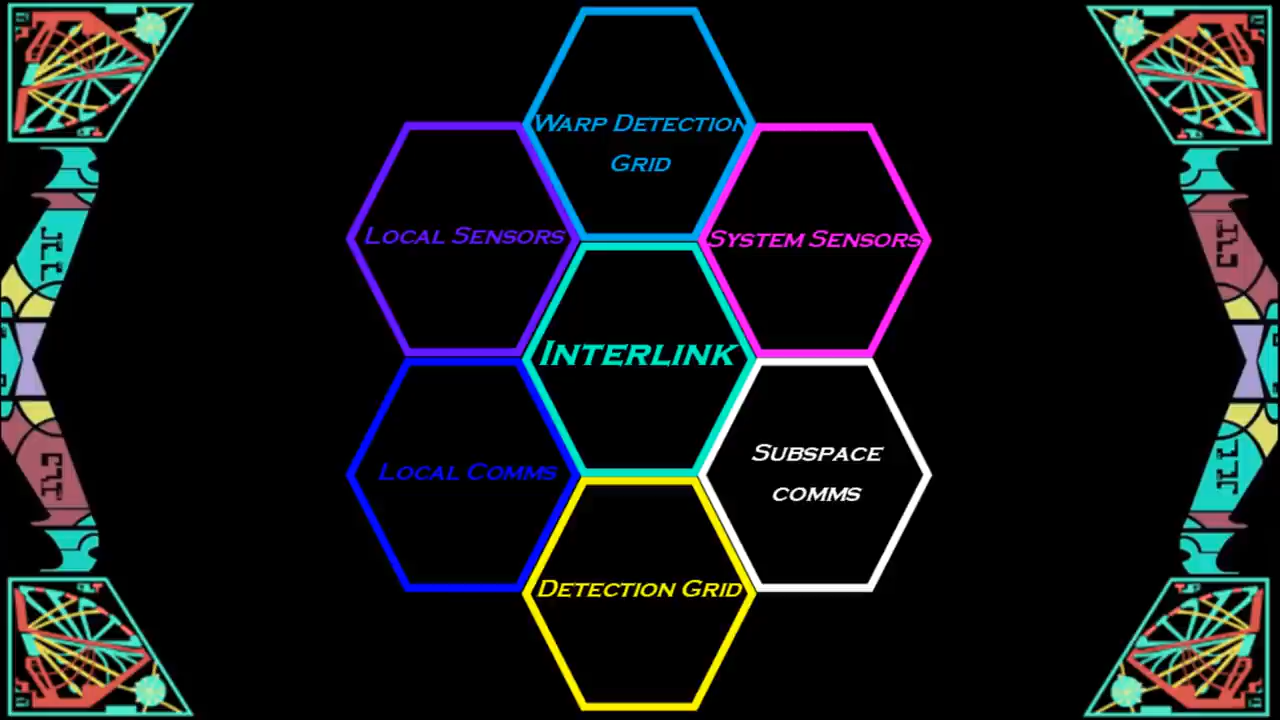 Warp Detection
Grid
Local Sensors
System Sensors
Interlink
Subspace
comms
Local Comms
Detection Grid